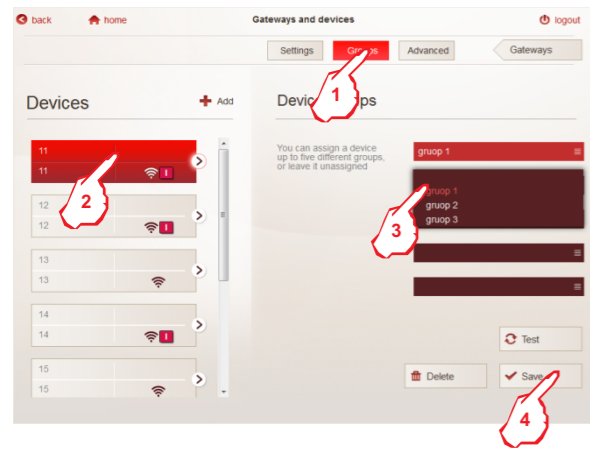 back
home
Gateways and devices
logout
Settings
Groups
Advanced
Gateways
1
Devices
Add
Device
ps
You can assign a device
up to five different groups,
or leave it unassigned
gruop 1
gruop 1
gruop 2
gruop 3
11
11
I
2
12
12
I
3
13
13
14
14
I
15
15
Test
Delete
Save
4